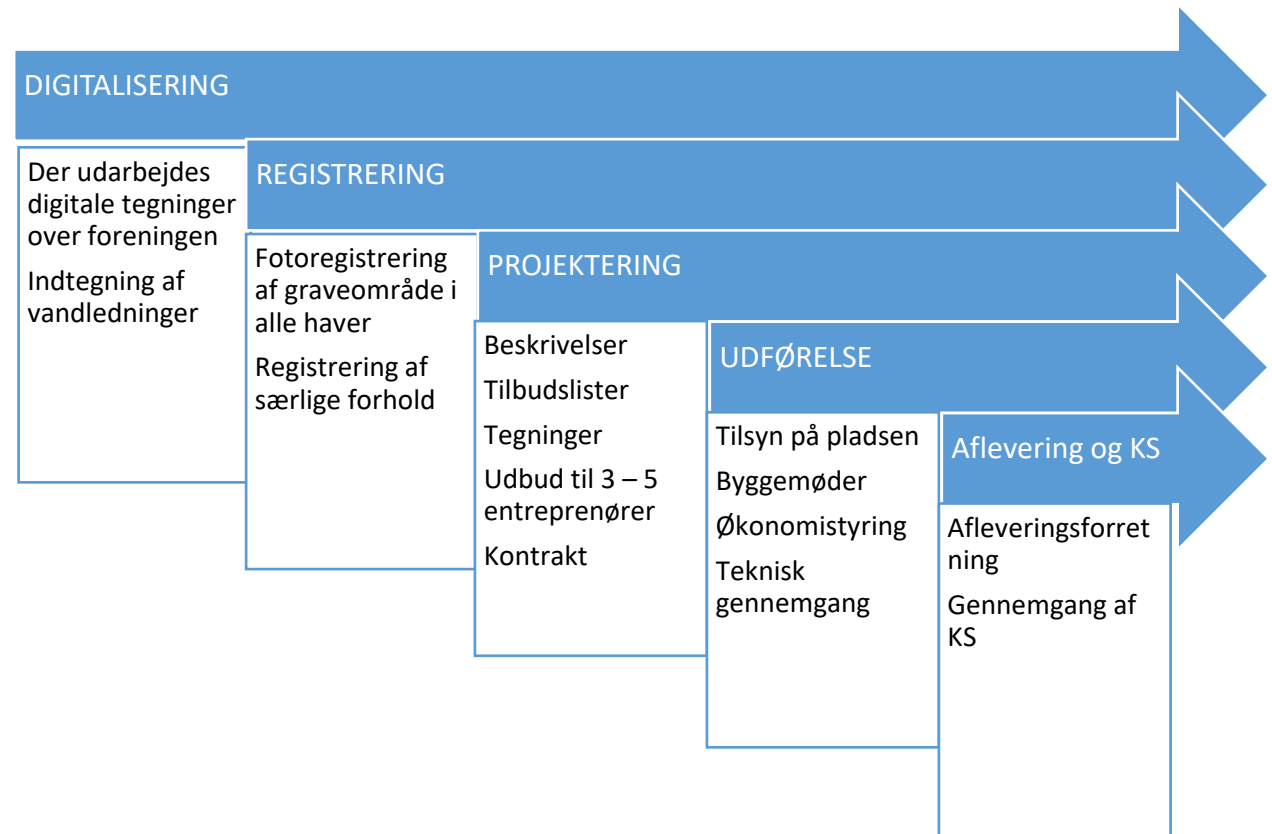 DIGITALISERING
Der udarbejdes
digitale tegninger
over foreningen
Indtegning af
vandledninger
REGISTRERING
Fotoregistrering
af graveområde i
alle haver
Registrering af
særlige forhold
PROJEKTERING
Beskrivelser
Tilbudslister
Tegninger
Udbud til 3 – 5
entreprenører
Kontrakt
UDFØRELSE
Tilsyn på pladsen
Byggemøder
Økonomistyring
Teknisk
gennemgang
Aflevering og KS
Afleveringsforret
ning
Gennemgang af
KS